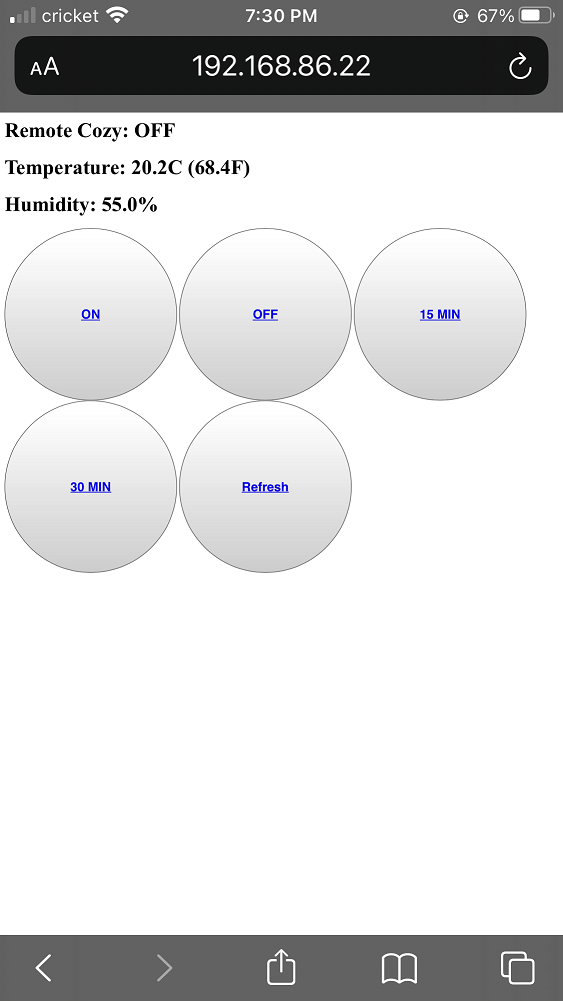 cricket 7:30 PM 67%
AA 192.168.86.22
Remote Cozy: OFF
Temperature: 20.2C (68.4F)
Humidity: 55.0%
ON OFF 15 MIN
30 MIN Refresh